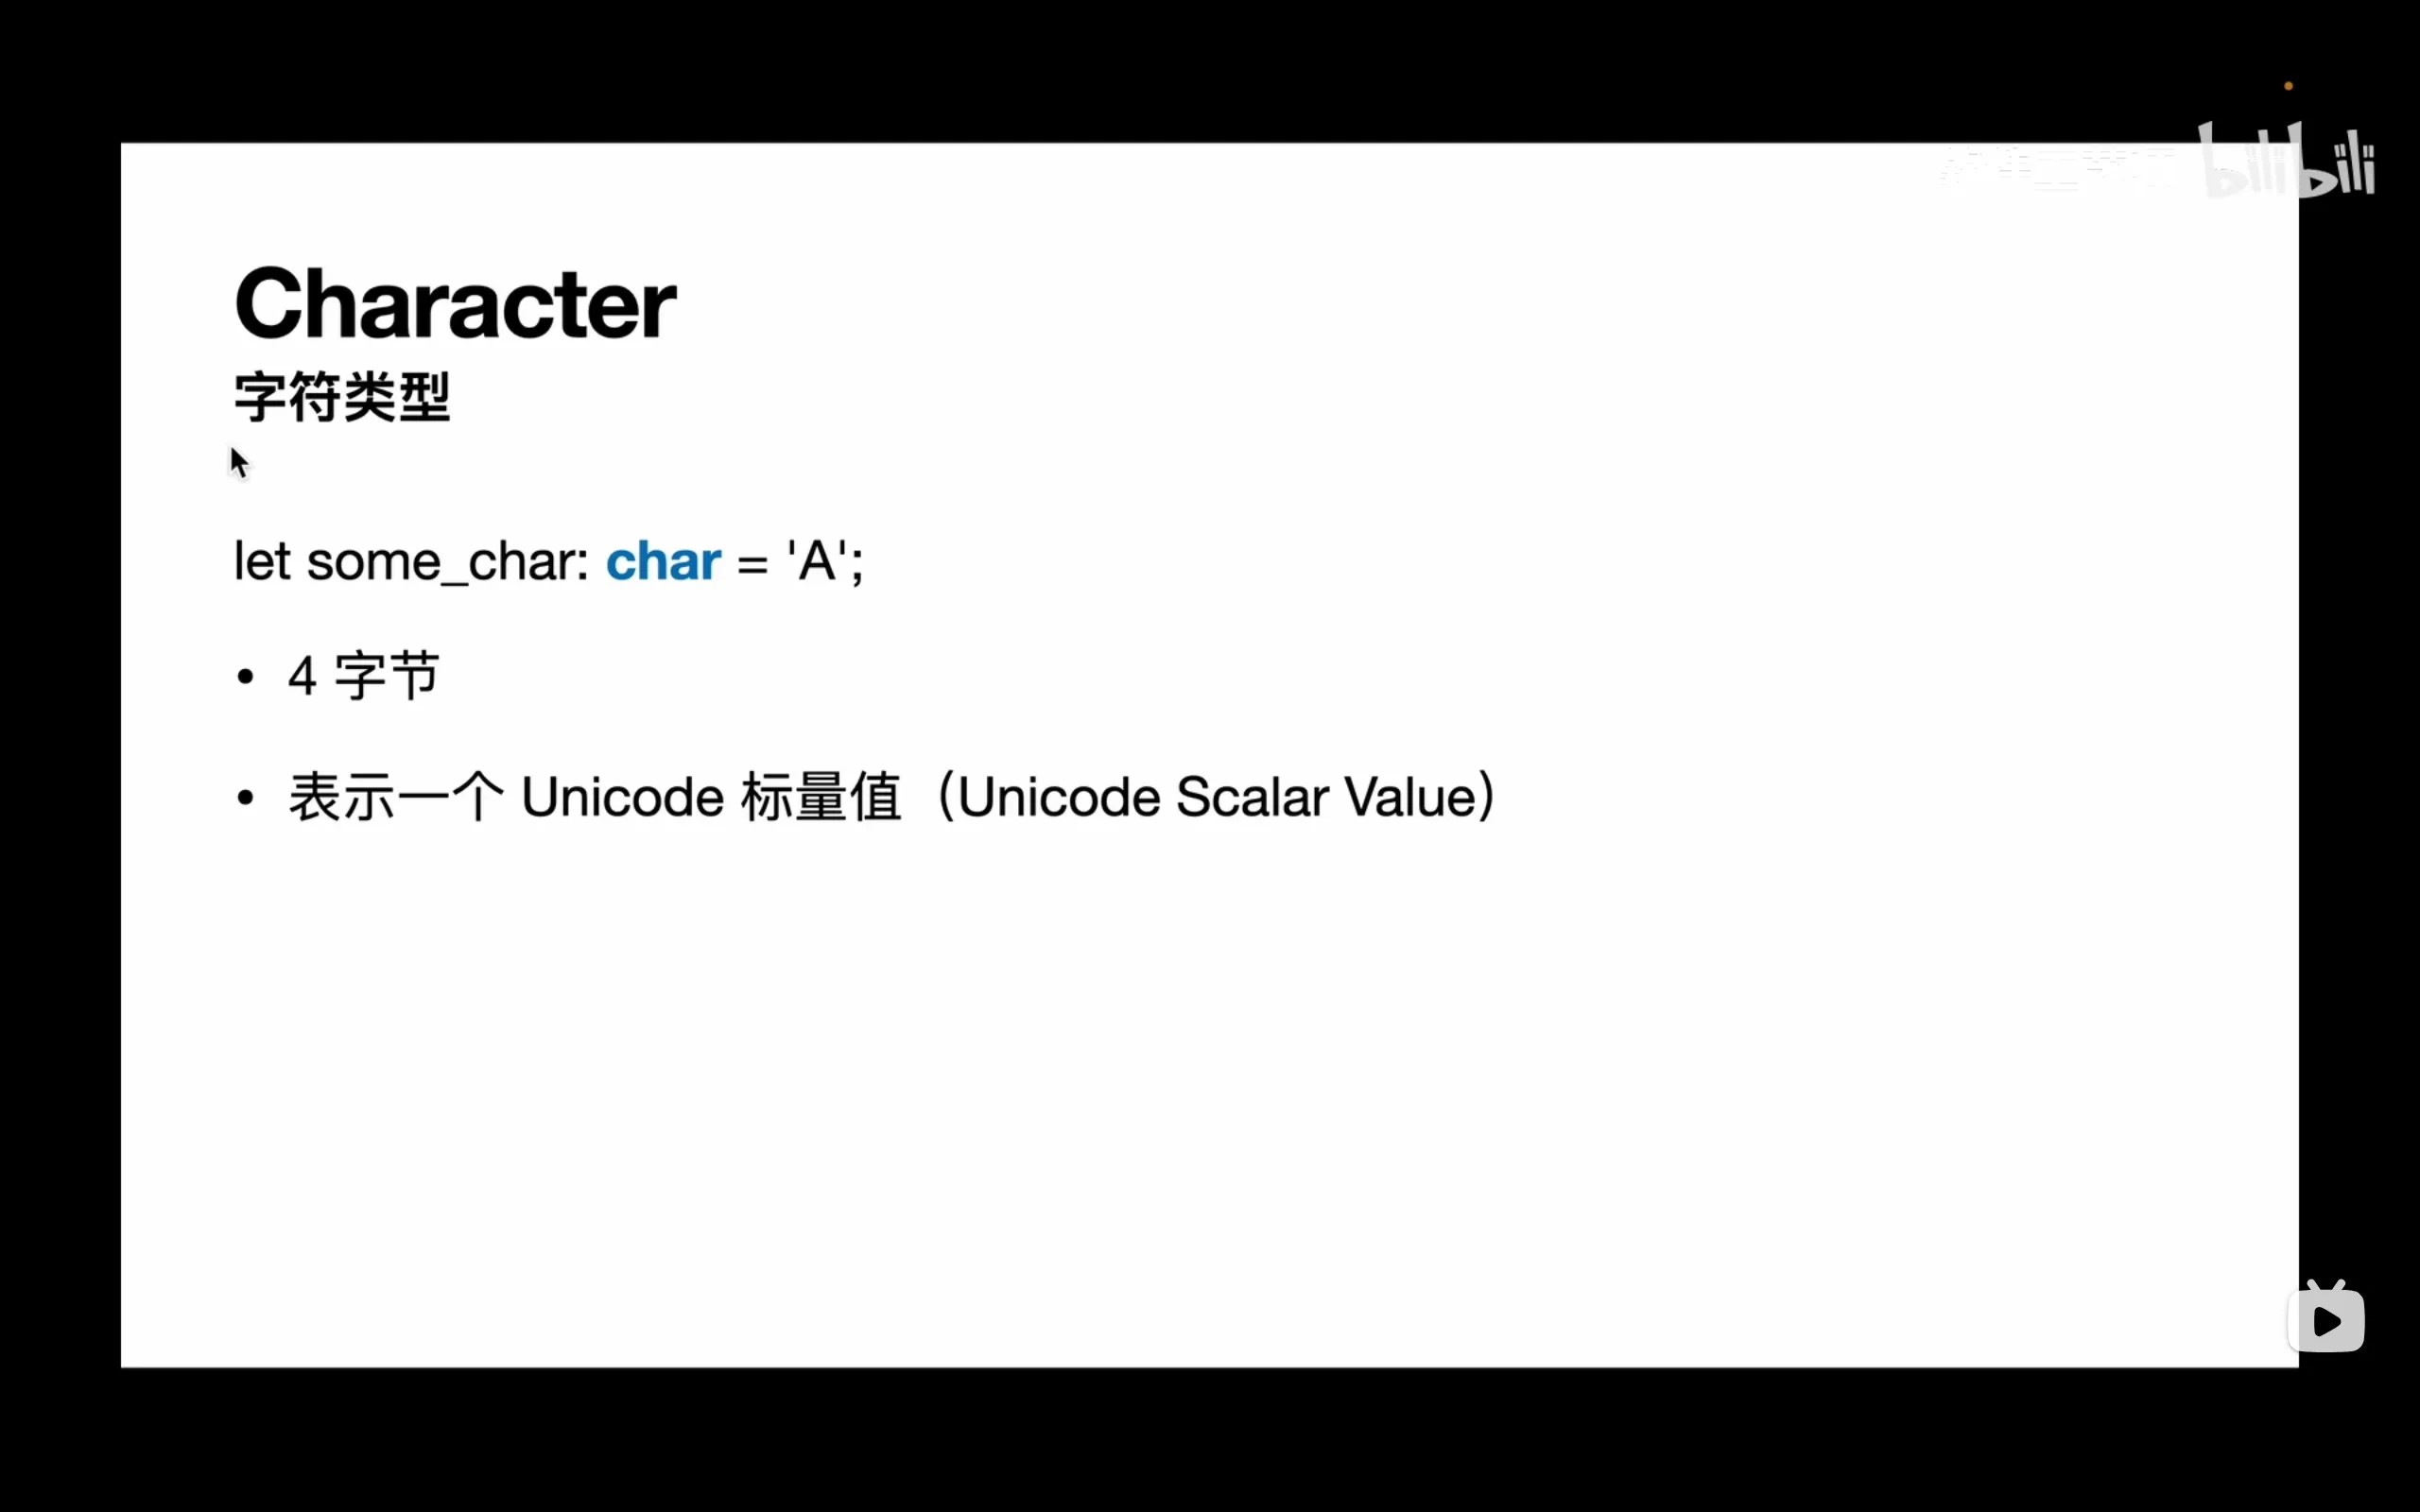 bilibili
Character
字符类型
let some_char: char = 'A';
• 4 字节
• 表示一个 Unicode 标量值（Unicode Scalar Value）